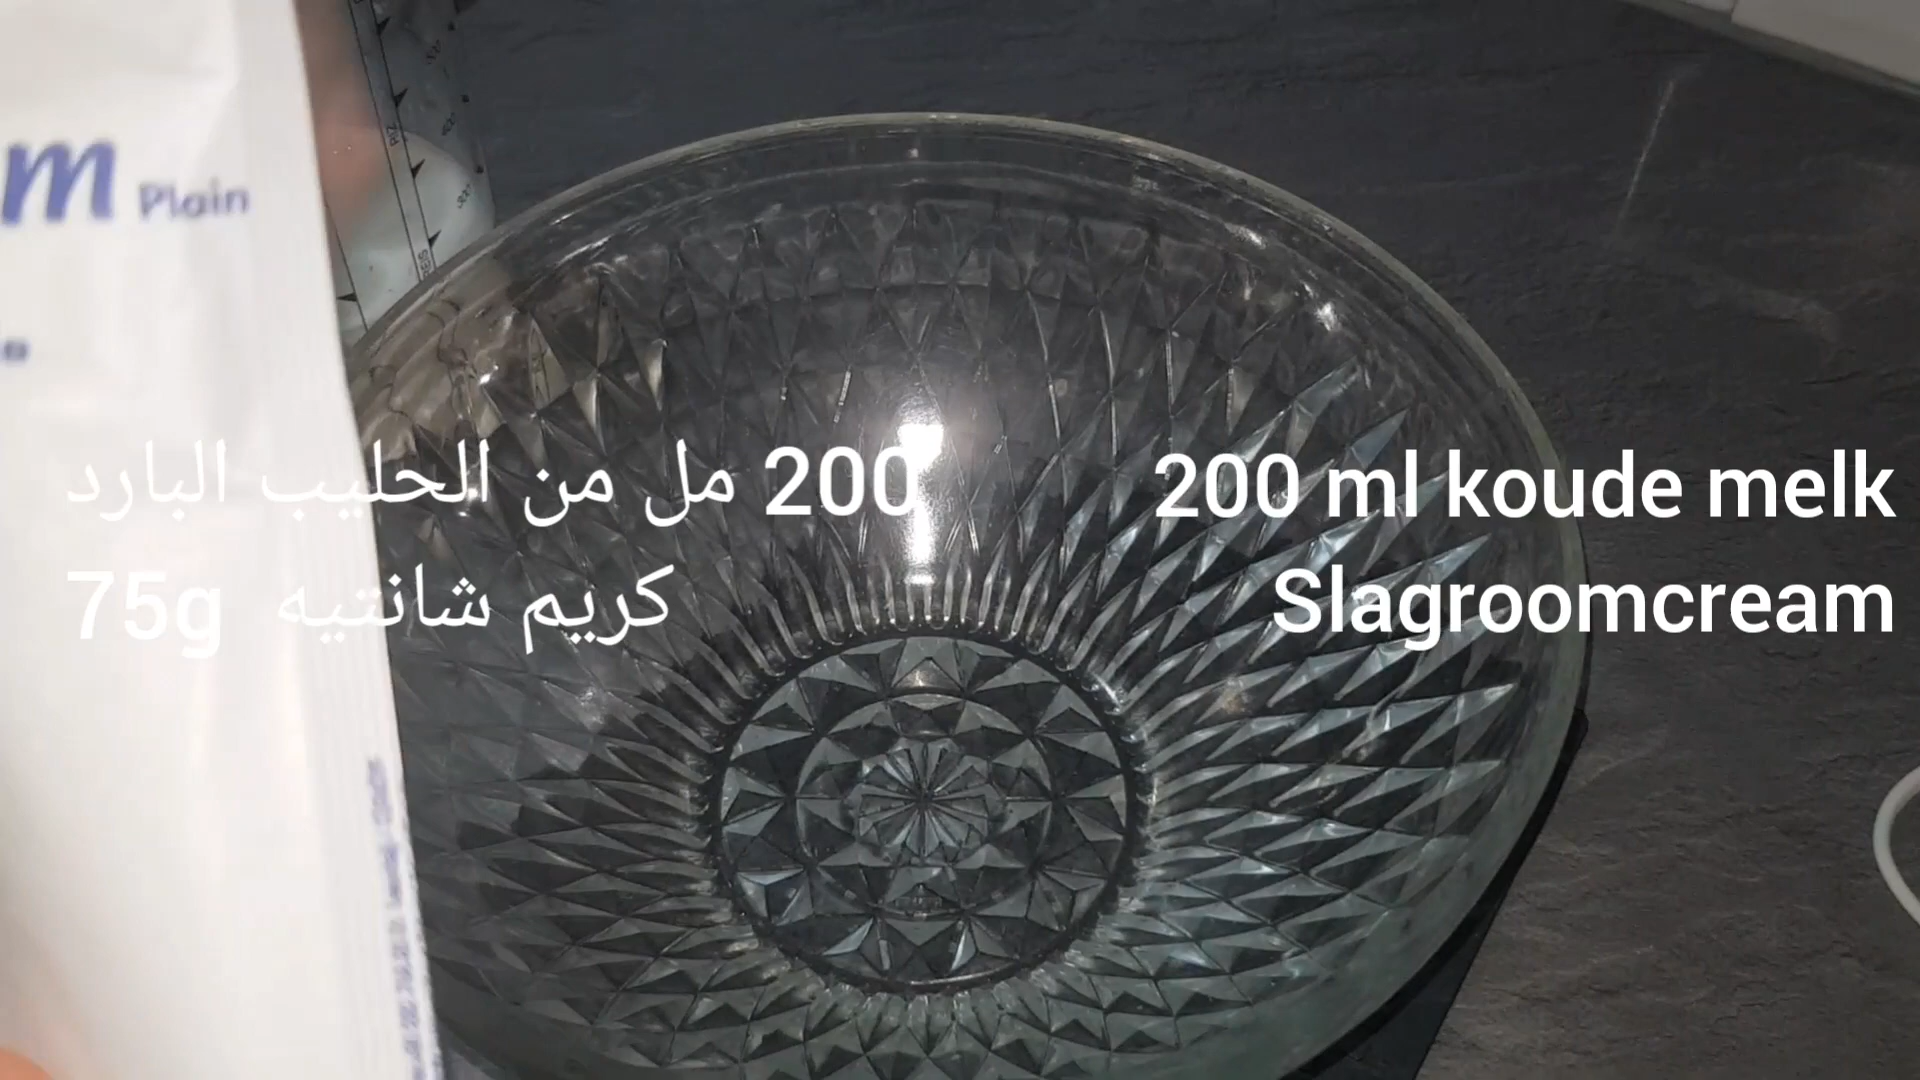 m Plain
200 مل من الحليب البارد
كريم شانتيه 75g
200 ml koude melk
Slagroomcream